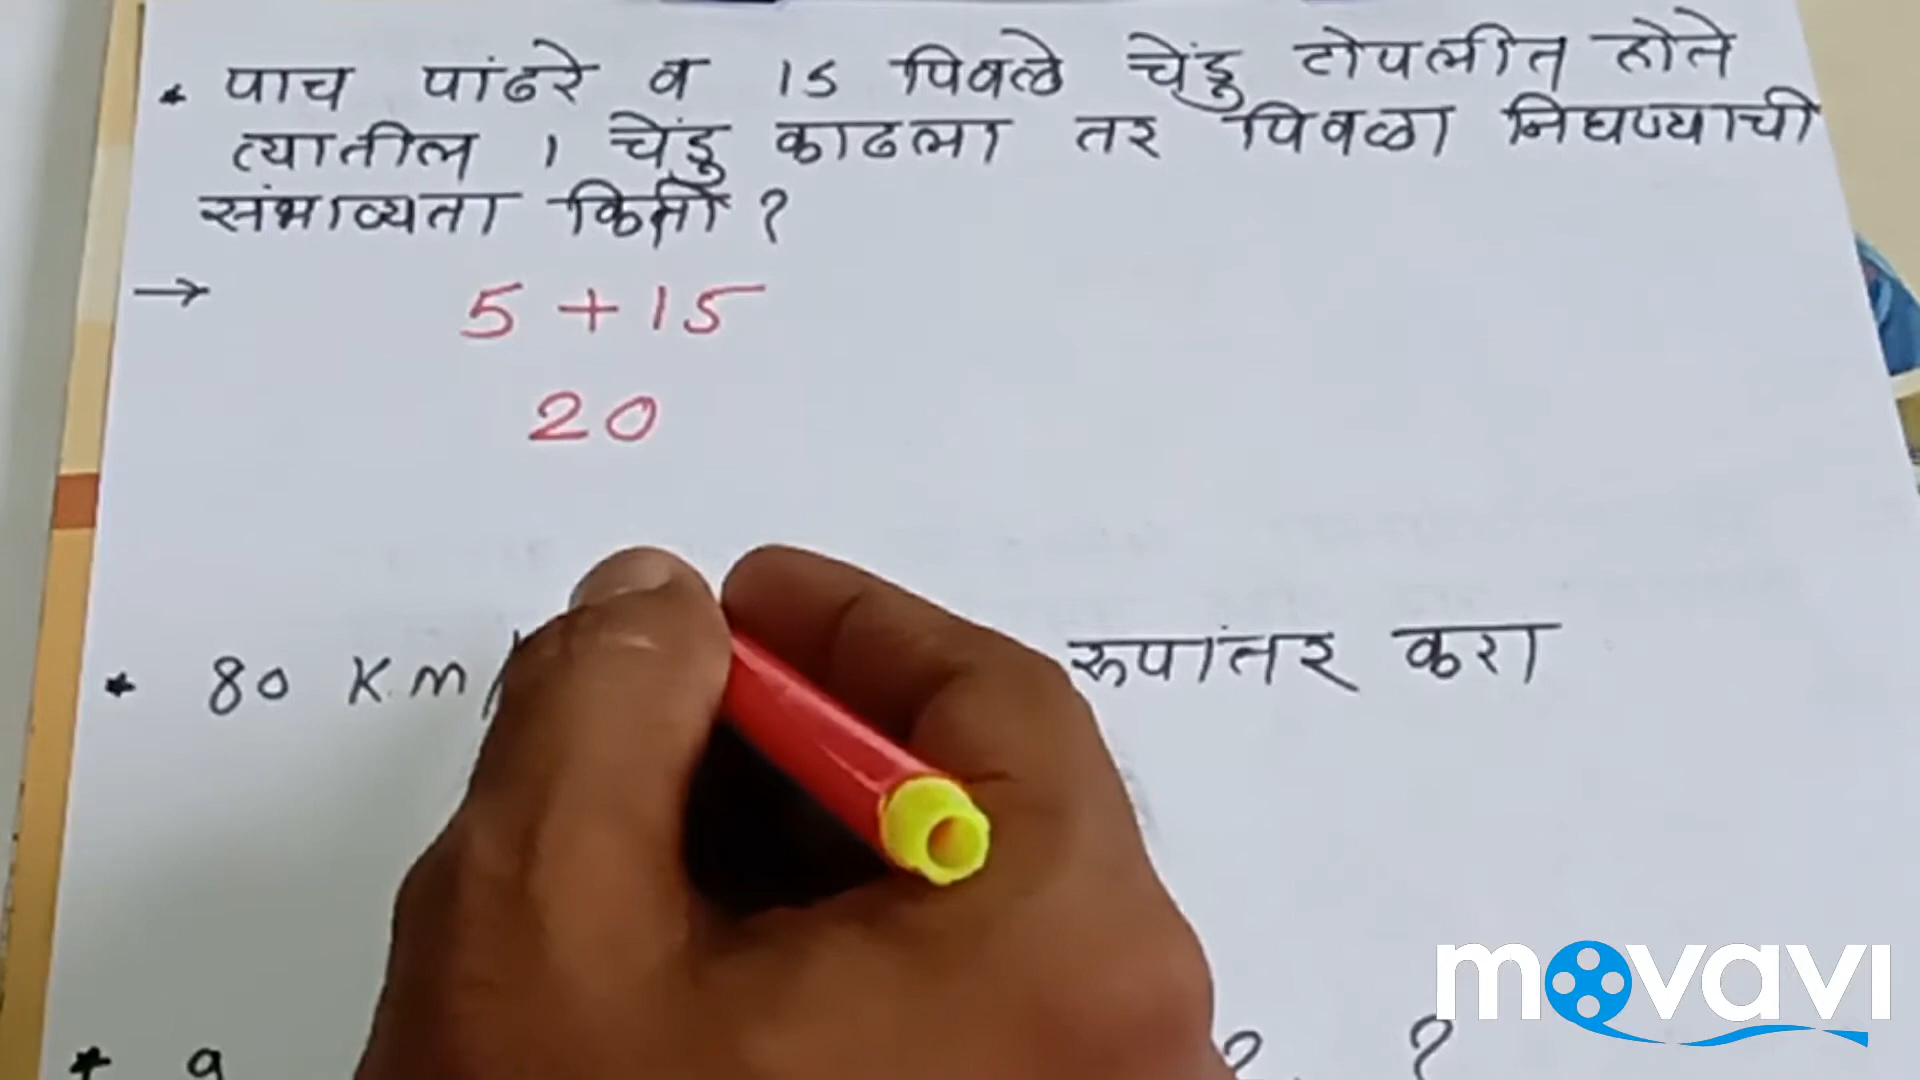 * पाच पांढरे व 15 पिवळे चेंडू टोपलीत होते
त्यातील 1 चेंडू काढला तर पिवळा निघण्याची
संभाव्यता किती ?
→ 5 + 15
20
* 80 Km/ रुपांतर करा
* ?
movavi